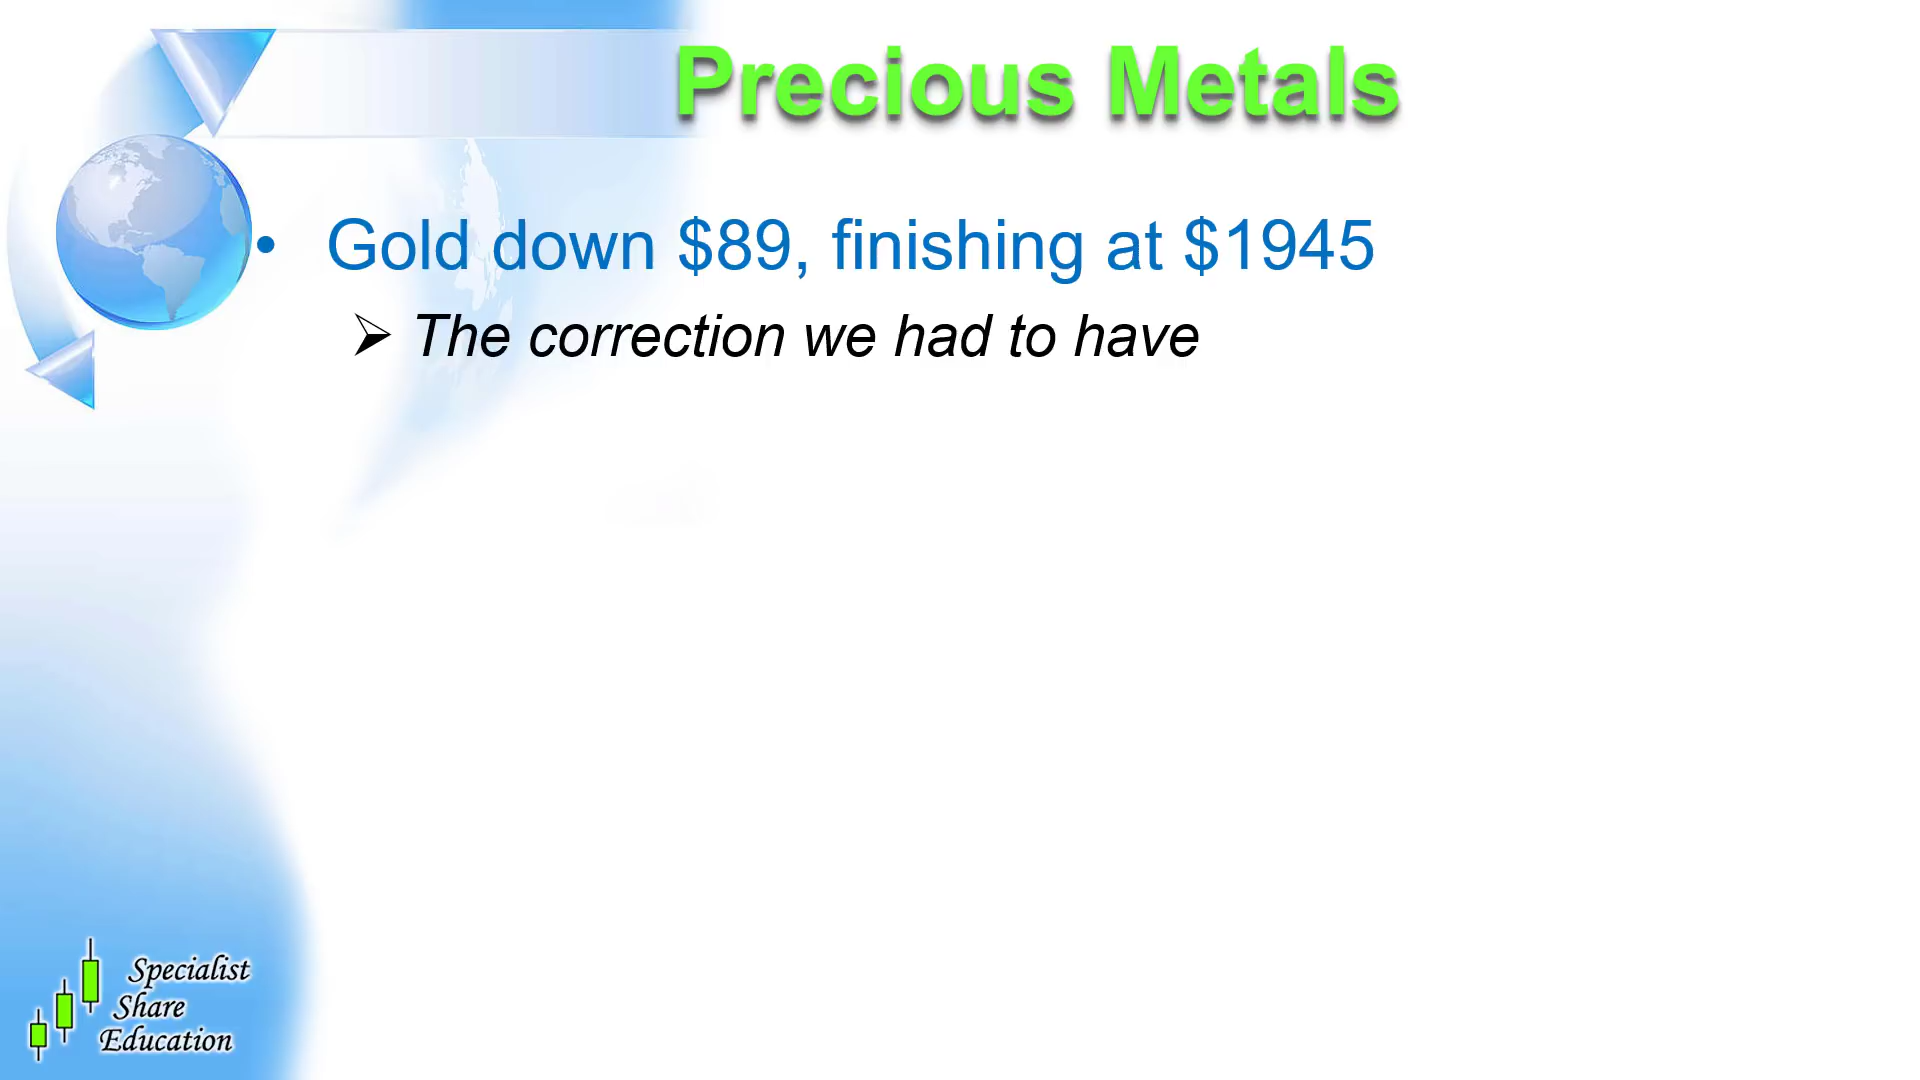 Precious Metals
• Gold down $89, finishing at $1945
➢ The correction we had to have
Specialist
Share
Education